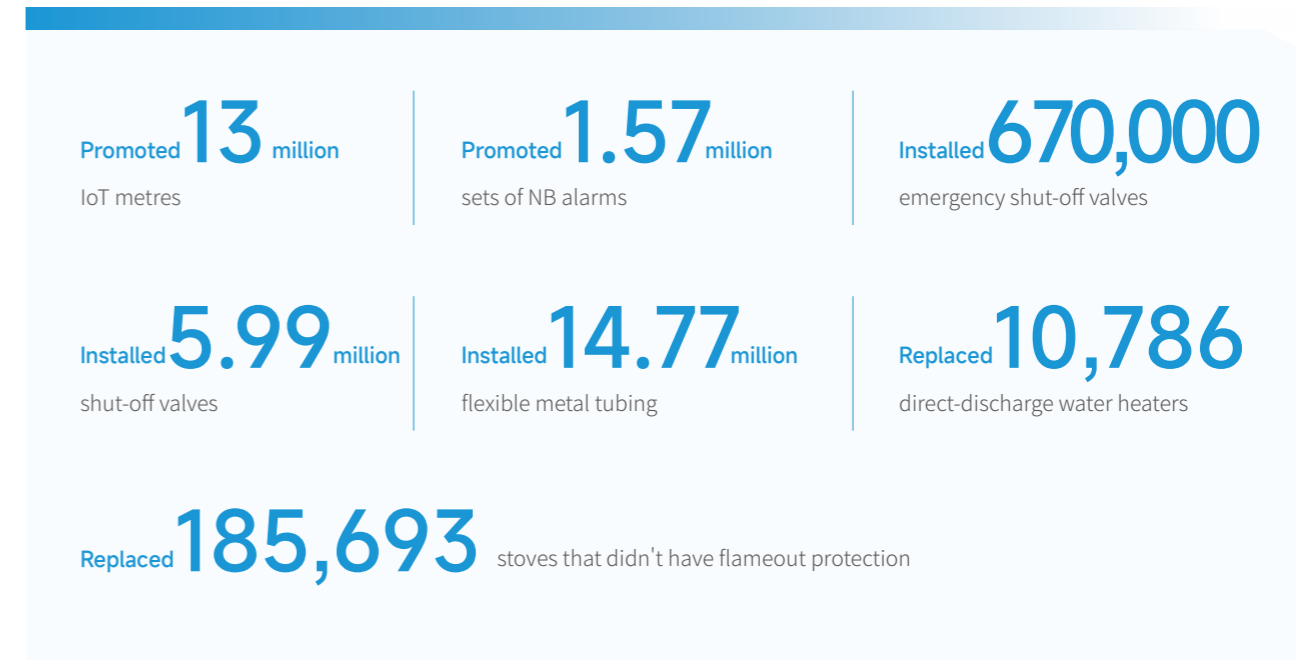 Promoted 13 million
IoT metres
Promoted 1.57 million
sets of NB alarms
Installed 670,000
emergency shut-off valves
Installed 5.99 million
shut-off valves
Installed 14.77 million
flexible metal tubing
Replaced 10,786
direct-discharge water heaters
Replaced 185,693 stoves that didn't have flameout protection